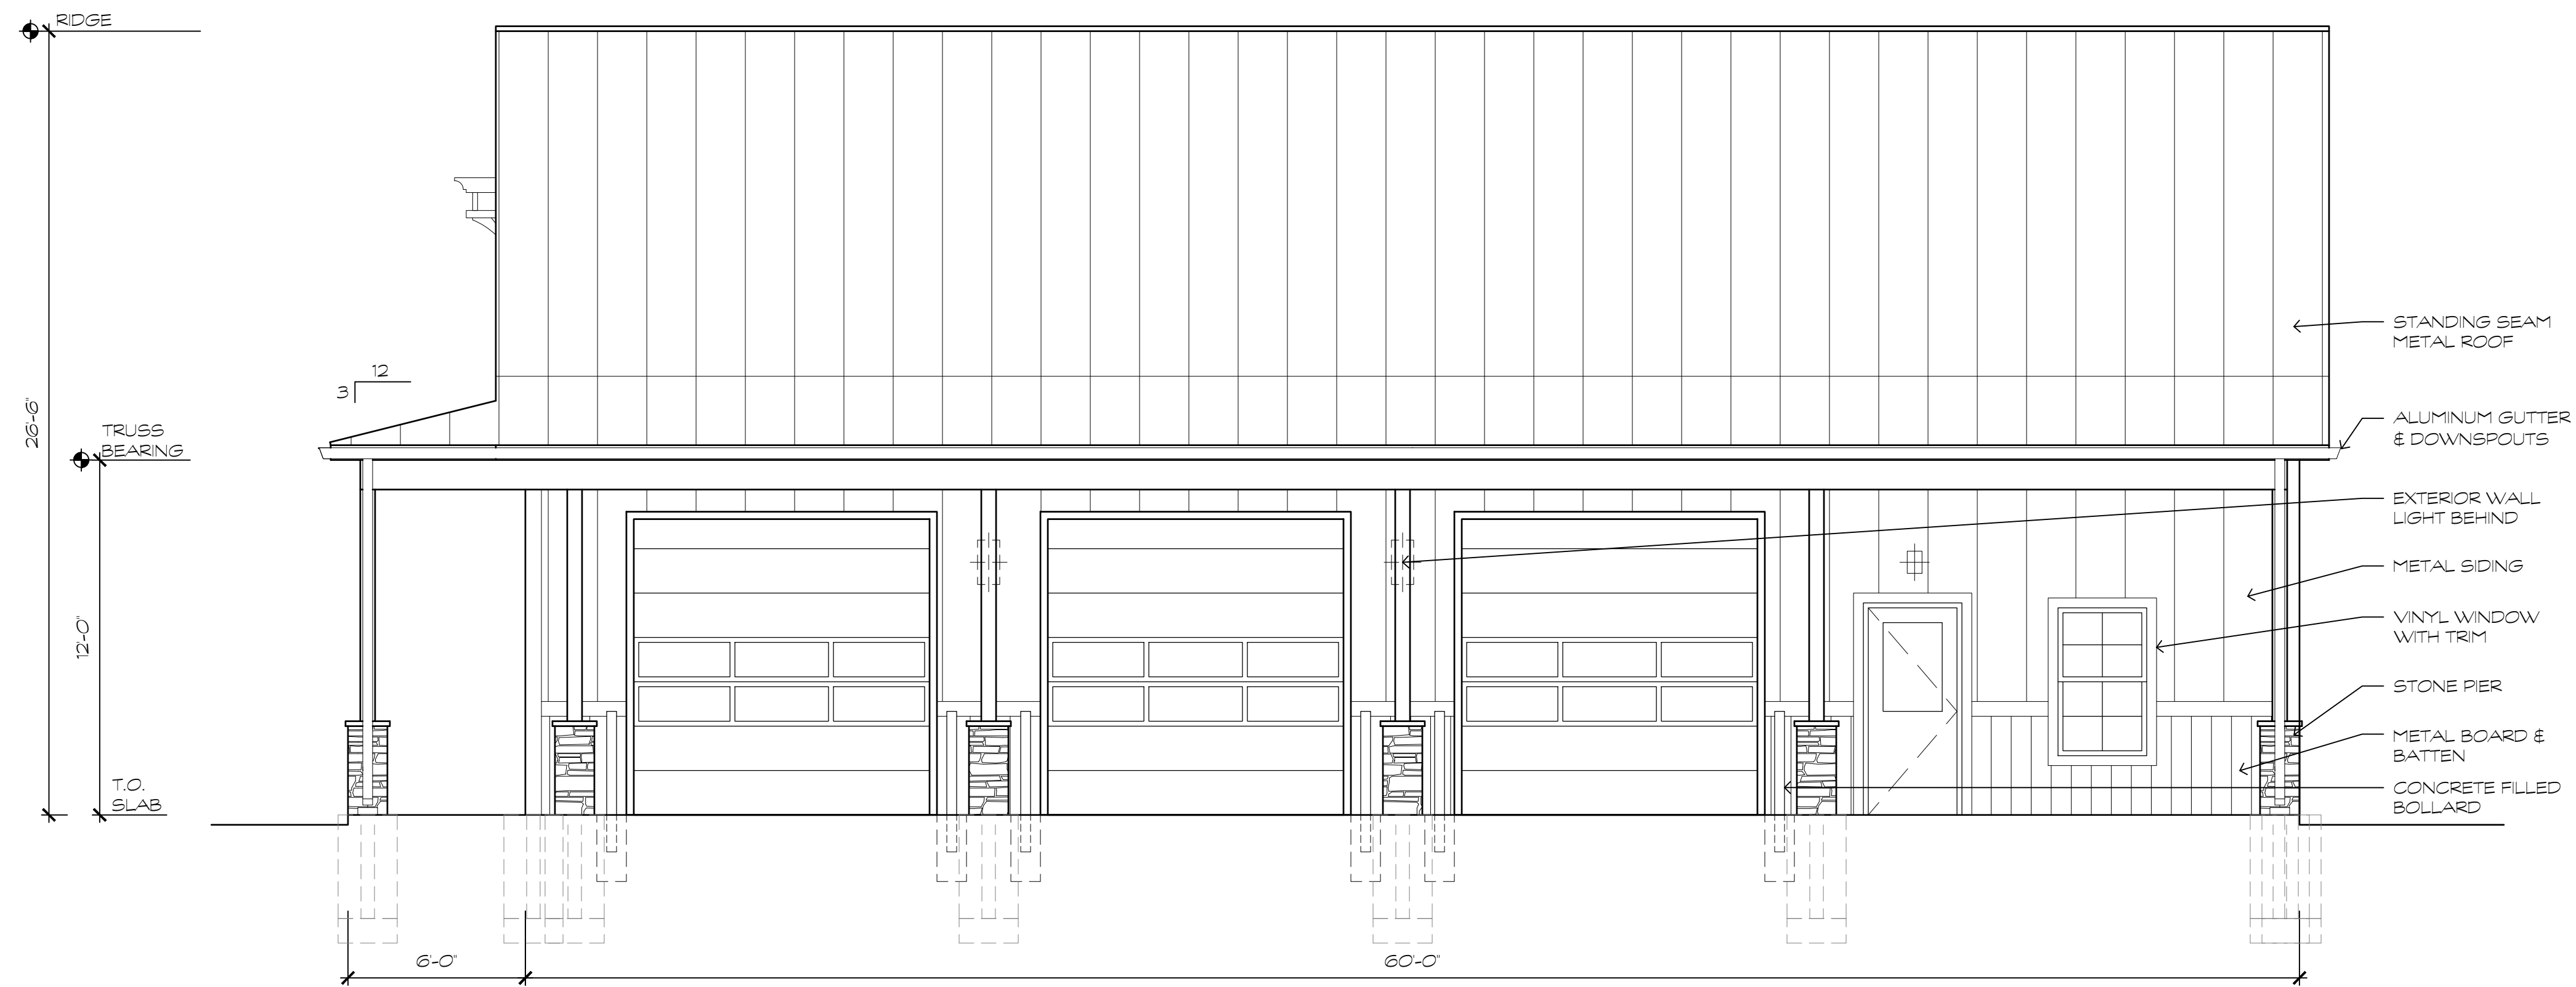 RIDGE
26'-6"
12
3
TRUSS
BEARING
12'-0"
T.O.
SLAB
STANDING SEAM
METAL ROOF
ALUMINUM GUTTER
& DOWNSPOUTS
EXTERIOR WALL
LIGHT BEHIND
METAL SIDING
VINYL WINDOW
WITH TRIM
STONE PIER
METAL BOARD &
BATTEN
CONCRETE FILLED
BOLLARD
6'-0"
60'-0"